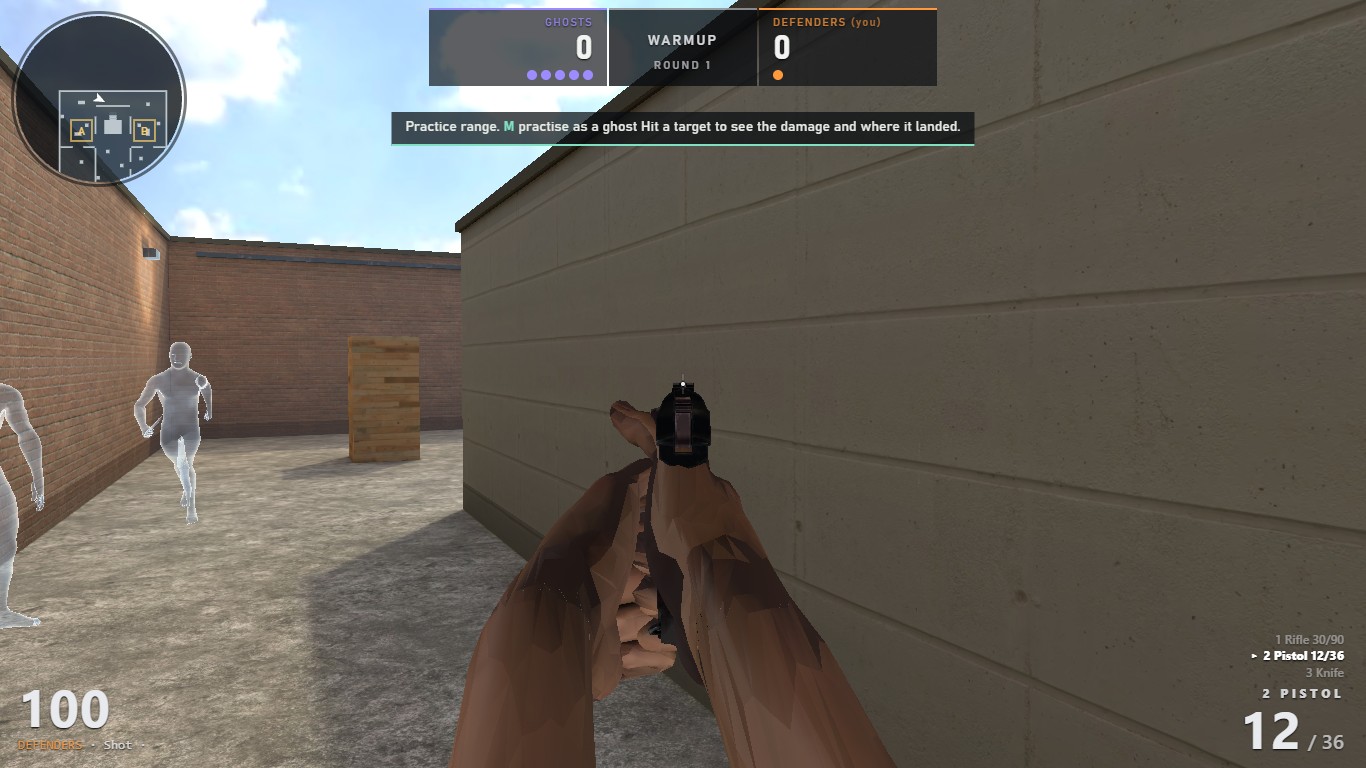 GHOSTS
0
WARMUP
ROUND 1
DEFENDERS (you)
0
Practice range. M practise as a ghost Hit a target to see the damage and where it landed.
A
B
1 Rifle 30/90
▸ 2 Pistol 12/36
3 Knife
2 PISTOL
12 / 36
100
DEFENDERS · Shot ·